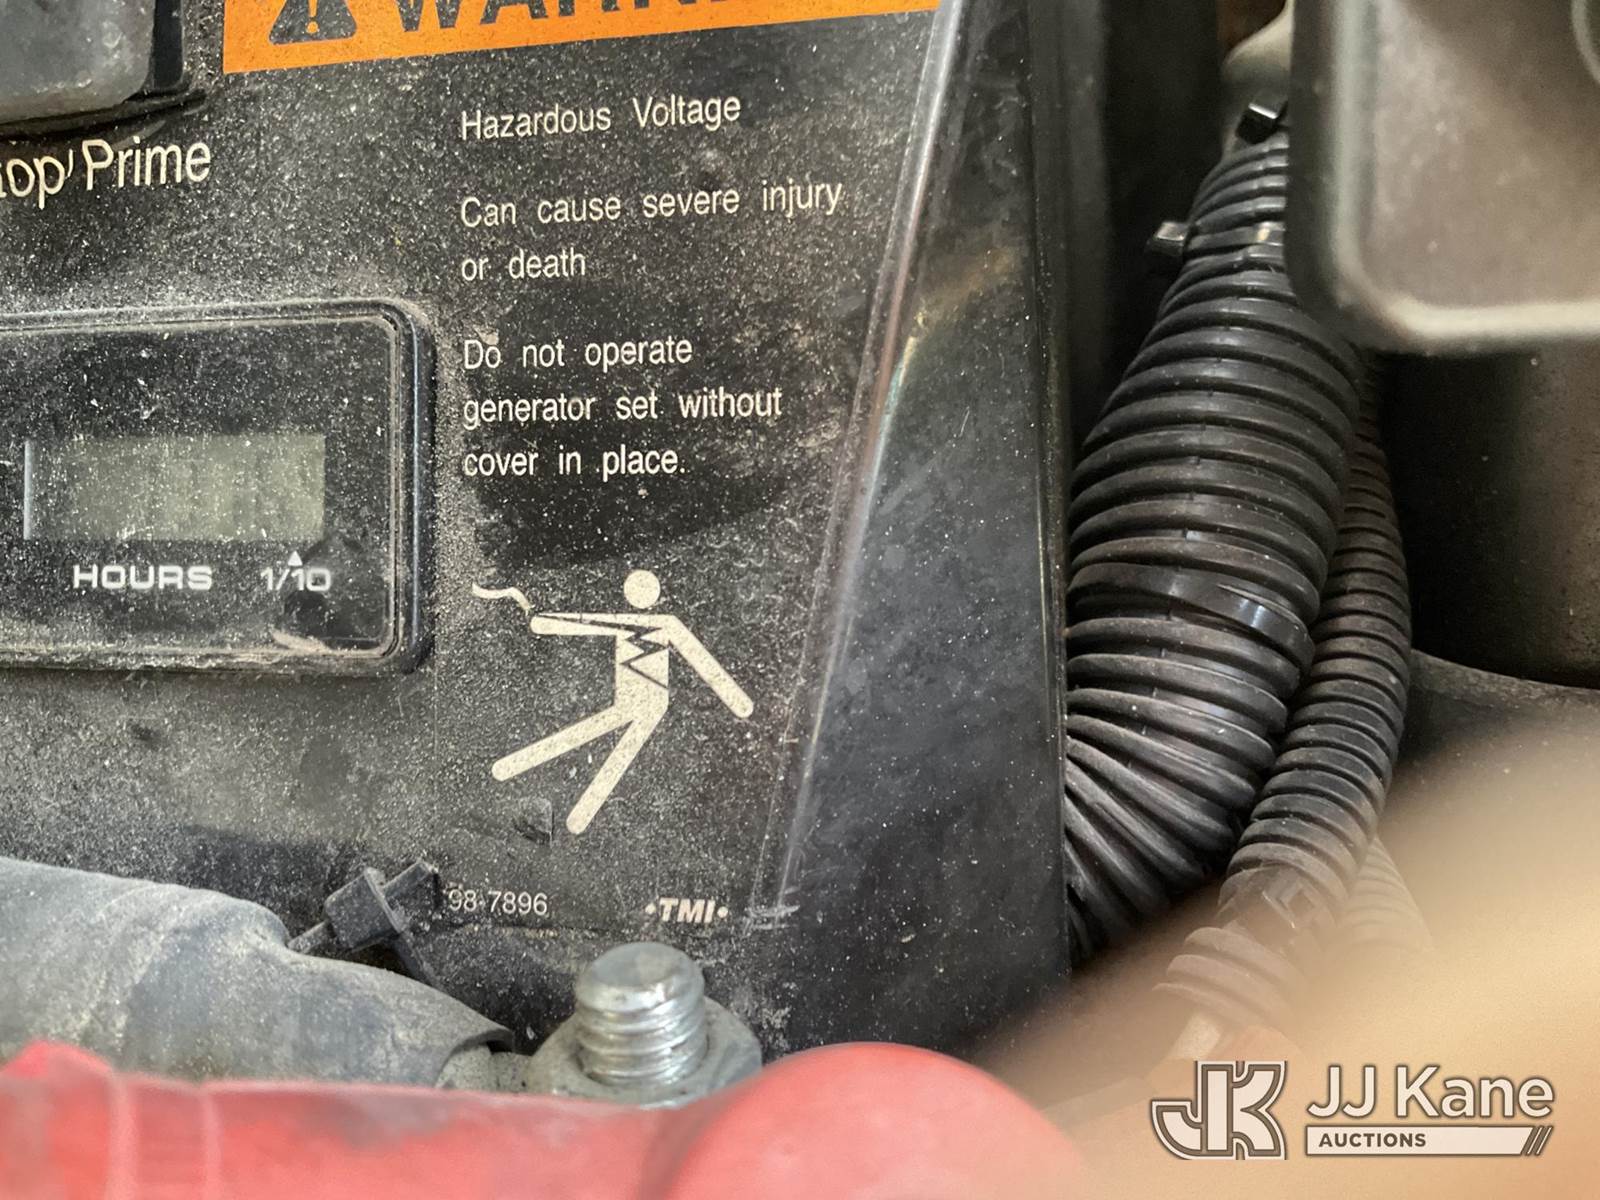 Hazardous Voltage
Can cause severe injury
or death
Do not operate
generator set without
cover in place.
Prime
HOURS 1/10
98-7896
•TMI•
JK JJ Kane
AUCTIONS